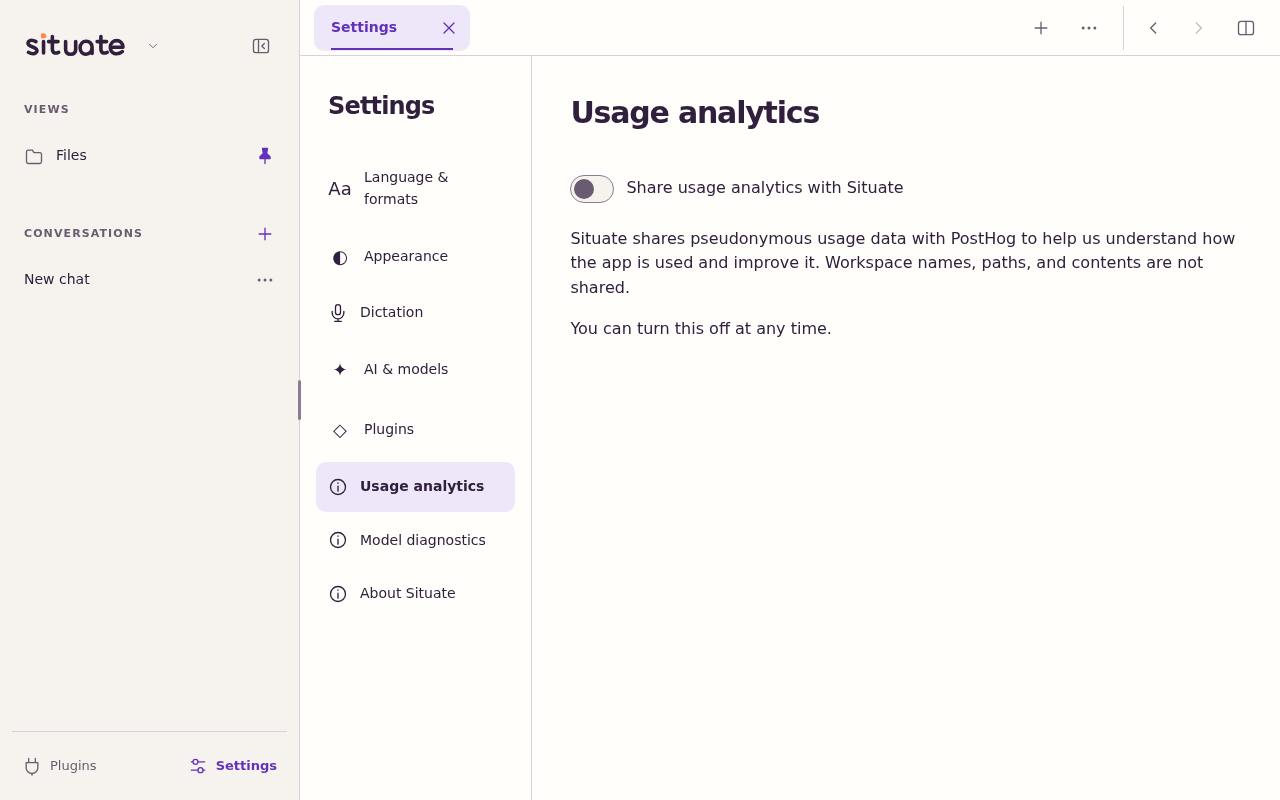 situate
VIEWS
Files
CONVERSATIONS
New chat
Plugins
Settings
Settings
Settings
Aa
Language &
formats
Appearance
Dictation
AI & models
Plugins
Usage analytics
Model diagnostics
About Situate
Usage analytics
Share usage analytics with Situate
Situate shares pseudonymous usage data with PostHog to help us understand how
the app is used and improve it. Workspace names, paths, and contents are not
shared.
You can turn this off at any time.